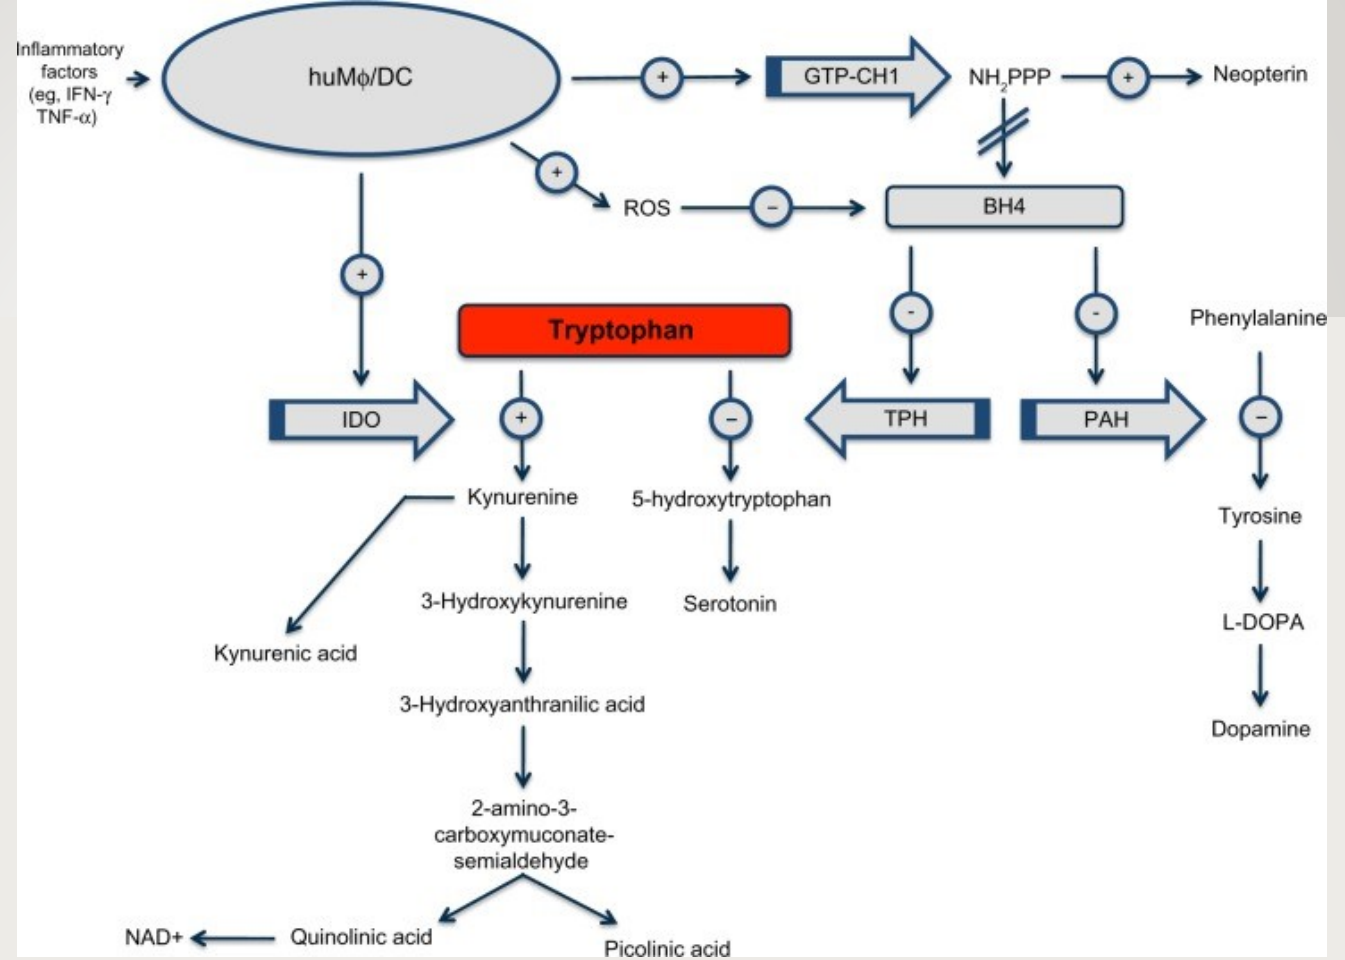 Inflammatory
factors
(eg, IFN-γ
TNF-α)
huMϕ/DC
+
GTP-CH1
NH₂PPP
+
Neopterin
+
ROS
−
BH4
+
Tryptophan
-
-
Phenylalanine
IDO
+
−
TPH
PAH
−
Kynurenine
5-hydroxytryptophan
Tyrosine
3-Hydroxykynurenine
Serotonin
L-DOPA
Kynurenic acid
3-Hydroxyanthranilic acid
Dopamine
2-amino-3-
carboxymuconate-
semialdehyde
NAD+
Quinolinic acid
Picolinic acid